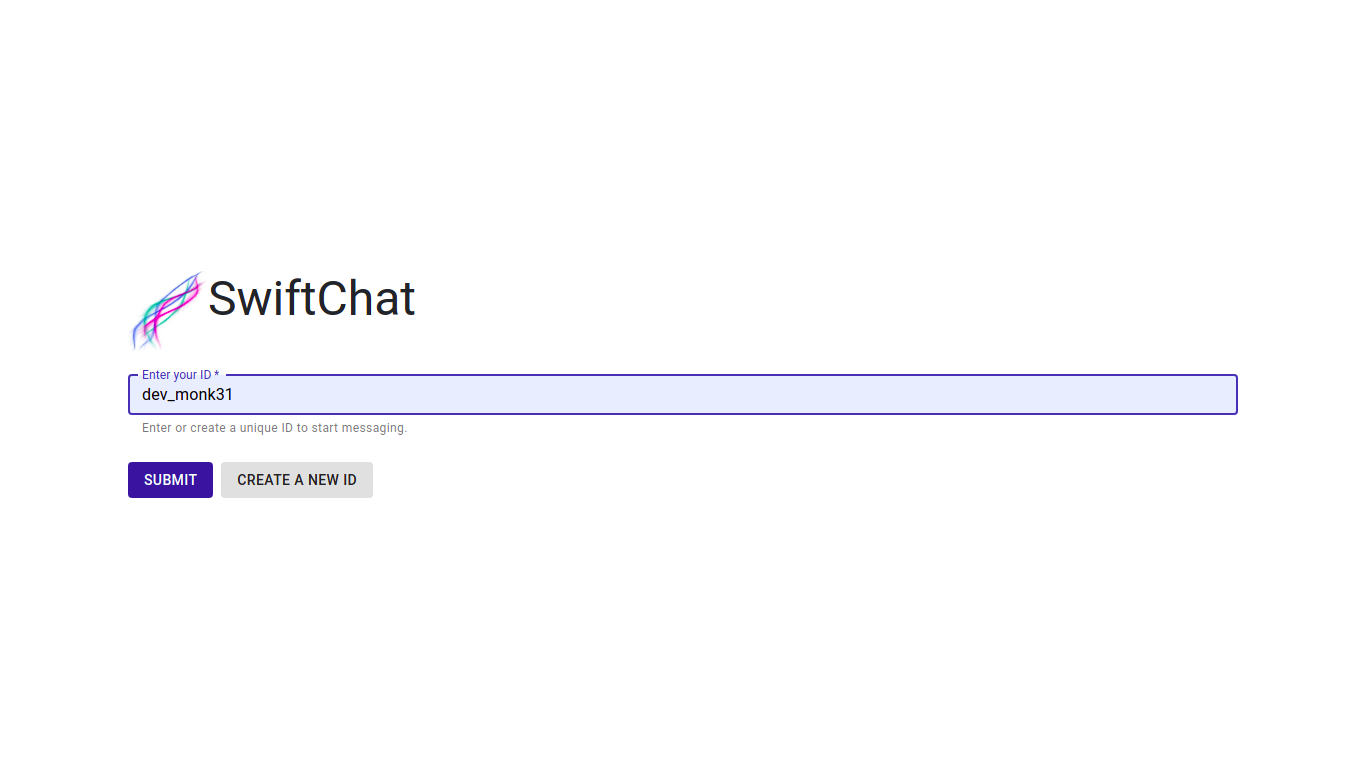 SwiftChat
Enter your ID *
dev_monk31
Enter or create a unique ID to start messaging.
SUBMIT CREATE A NEW ID